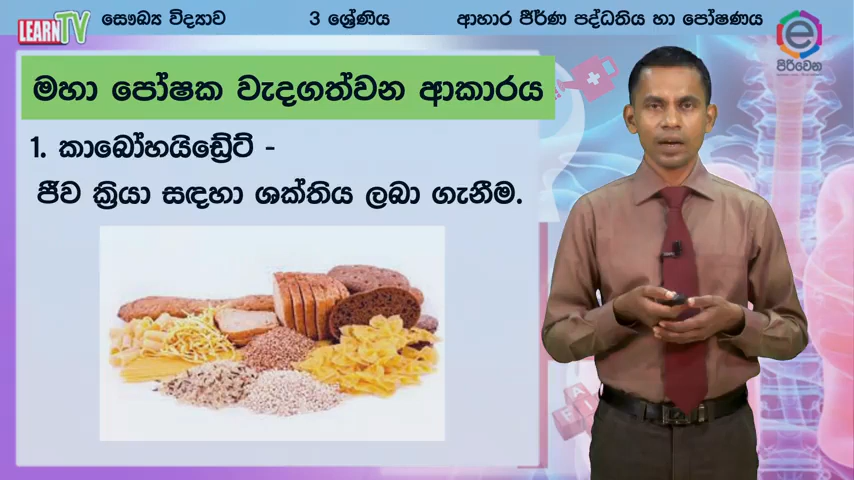 LEARN TV
සෞඛ්‍ය විද්‍යාව 3 ශ්‍රේණිය ආහාර ජීර්ණ පද්ධතිය හා පෝෂණය
e
පිරිවෙන
මහා පෝෂක වැදගත්වන ආකාරය
1. කාබෝහයිඩ්‍රේට් -
ජීව ක්‍රියා සඳහා ශක්තිය ලබා ගැනීම.